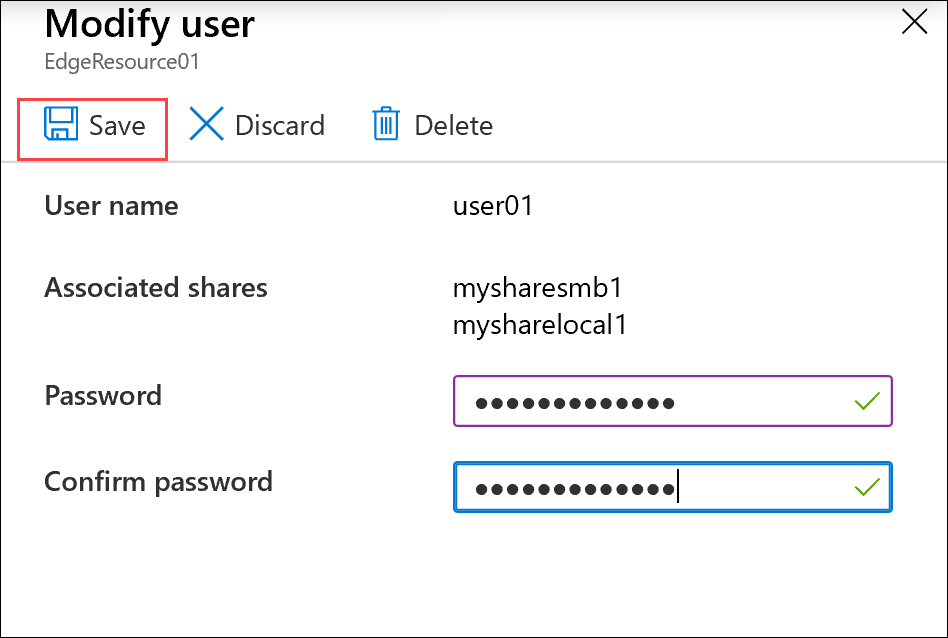 Modify user
EdgeResource01
Save Discard Delete
User name user01
Associated shares mysharesmb1
mysharelocal1
Password ●●●●●●●●●●●●●
Confirm password ●●●●●●●●●●●●●